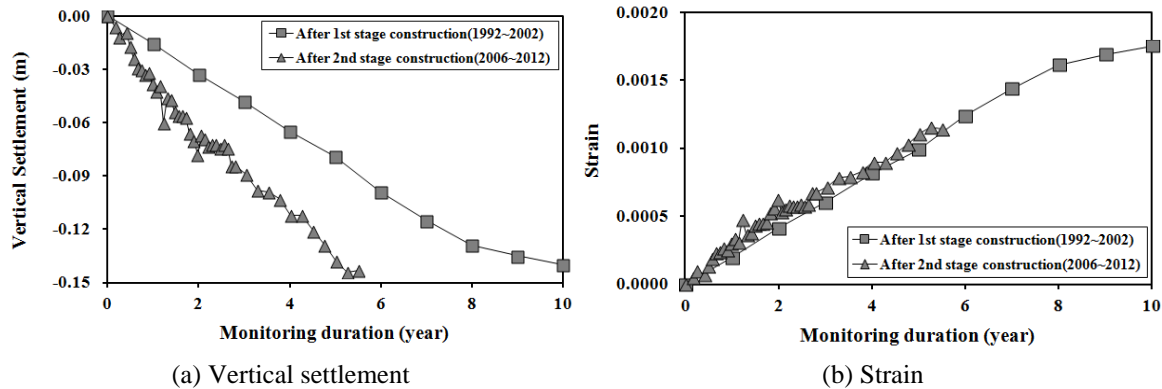 0.00
-0.03
-0.06
-0.09
-0.12
-0.15
Vertical Settlement (m)
After 1st stage construction(1992~2002)
After 2nd stage construction(2006~2012)
0 2 4 6 8 10
Monitoring duration (year)
(a) Vertical settlement
0.0020
0.0015
0.0010
0.0005
0.0000
Strain
After 1st stage construction(1992~2002)
After 2nd stage construction(2006~2012)
0 2 4 6 8 10
Monitoring duration (year)
(b) Strain